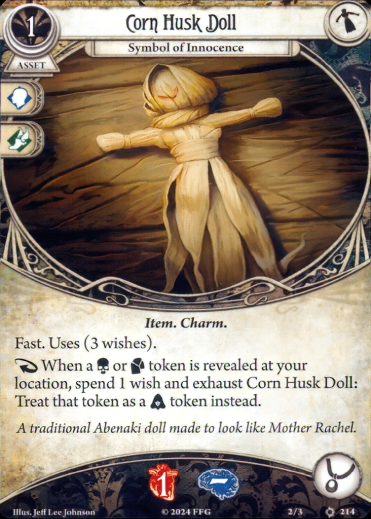 1
Corn Husk Doll
Symbol of Innocence
ASSET
Item. Charm.
Fast. Uses (3 wishes).
When a or token is revealed at your
location, spend 1 wish and exhaust Corn Husk Doll:
Treat that token as a token instead.
A traditional Abenaki doll made to look like Mother Rachel.
1
–
Illus. Jeff Lee Johnson
© 2024 FFG
2/3
214